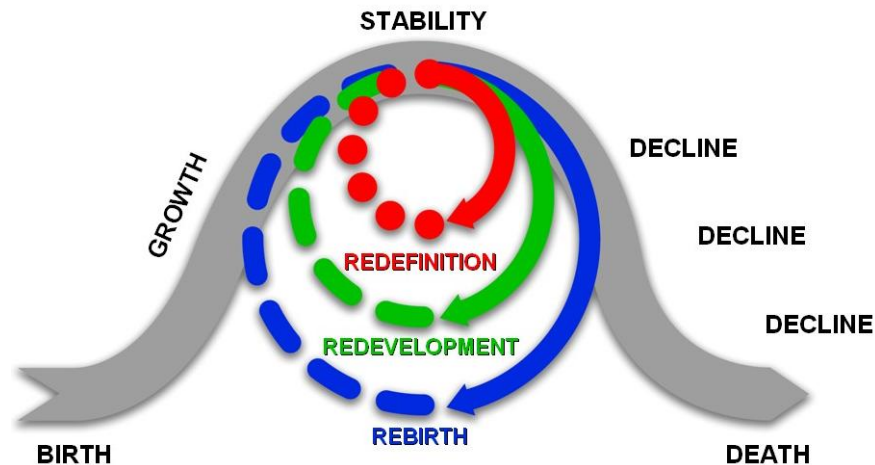 STABILITY
GROWTH
DECLINE
DECLINE
REDEFINITION
DECLINE
REDEVELOPMENT
REBIRTH
BIRTH
DEATH